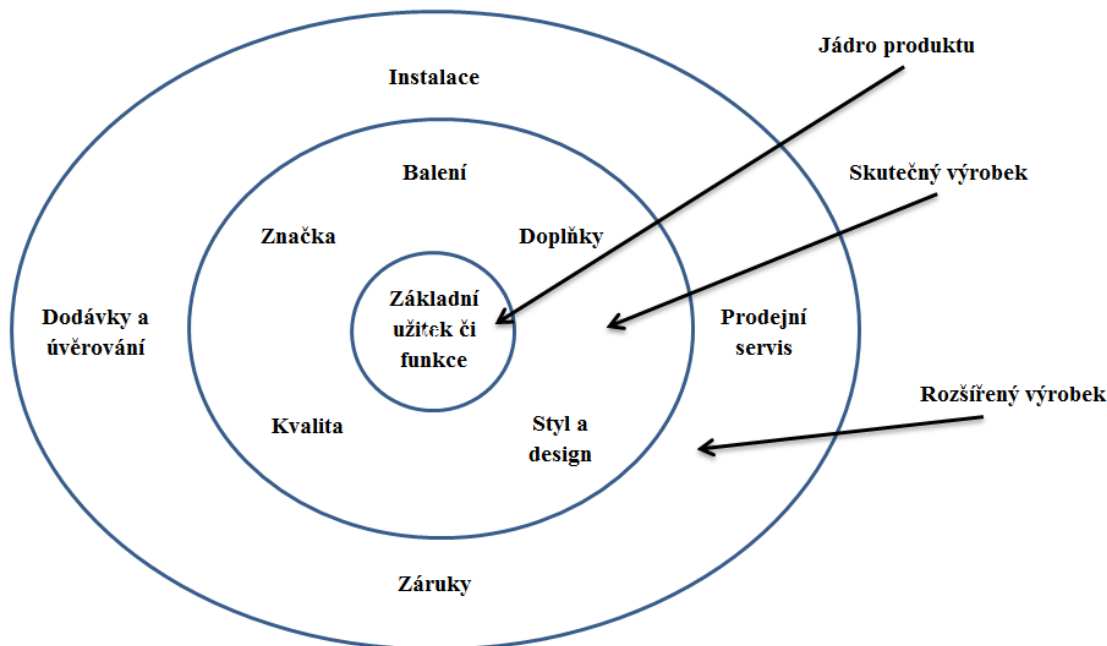 Jádro produktu
Instalace
Skutečný výrobek
Balení
Značka
Doplňky
Základní
užitek či
funkce
Dodávky a
úvěrování
Prodejní
servis
Rozšířený výrobek
Kvalita
Styl a
design
Záruky